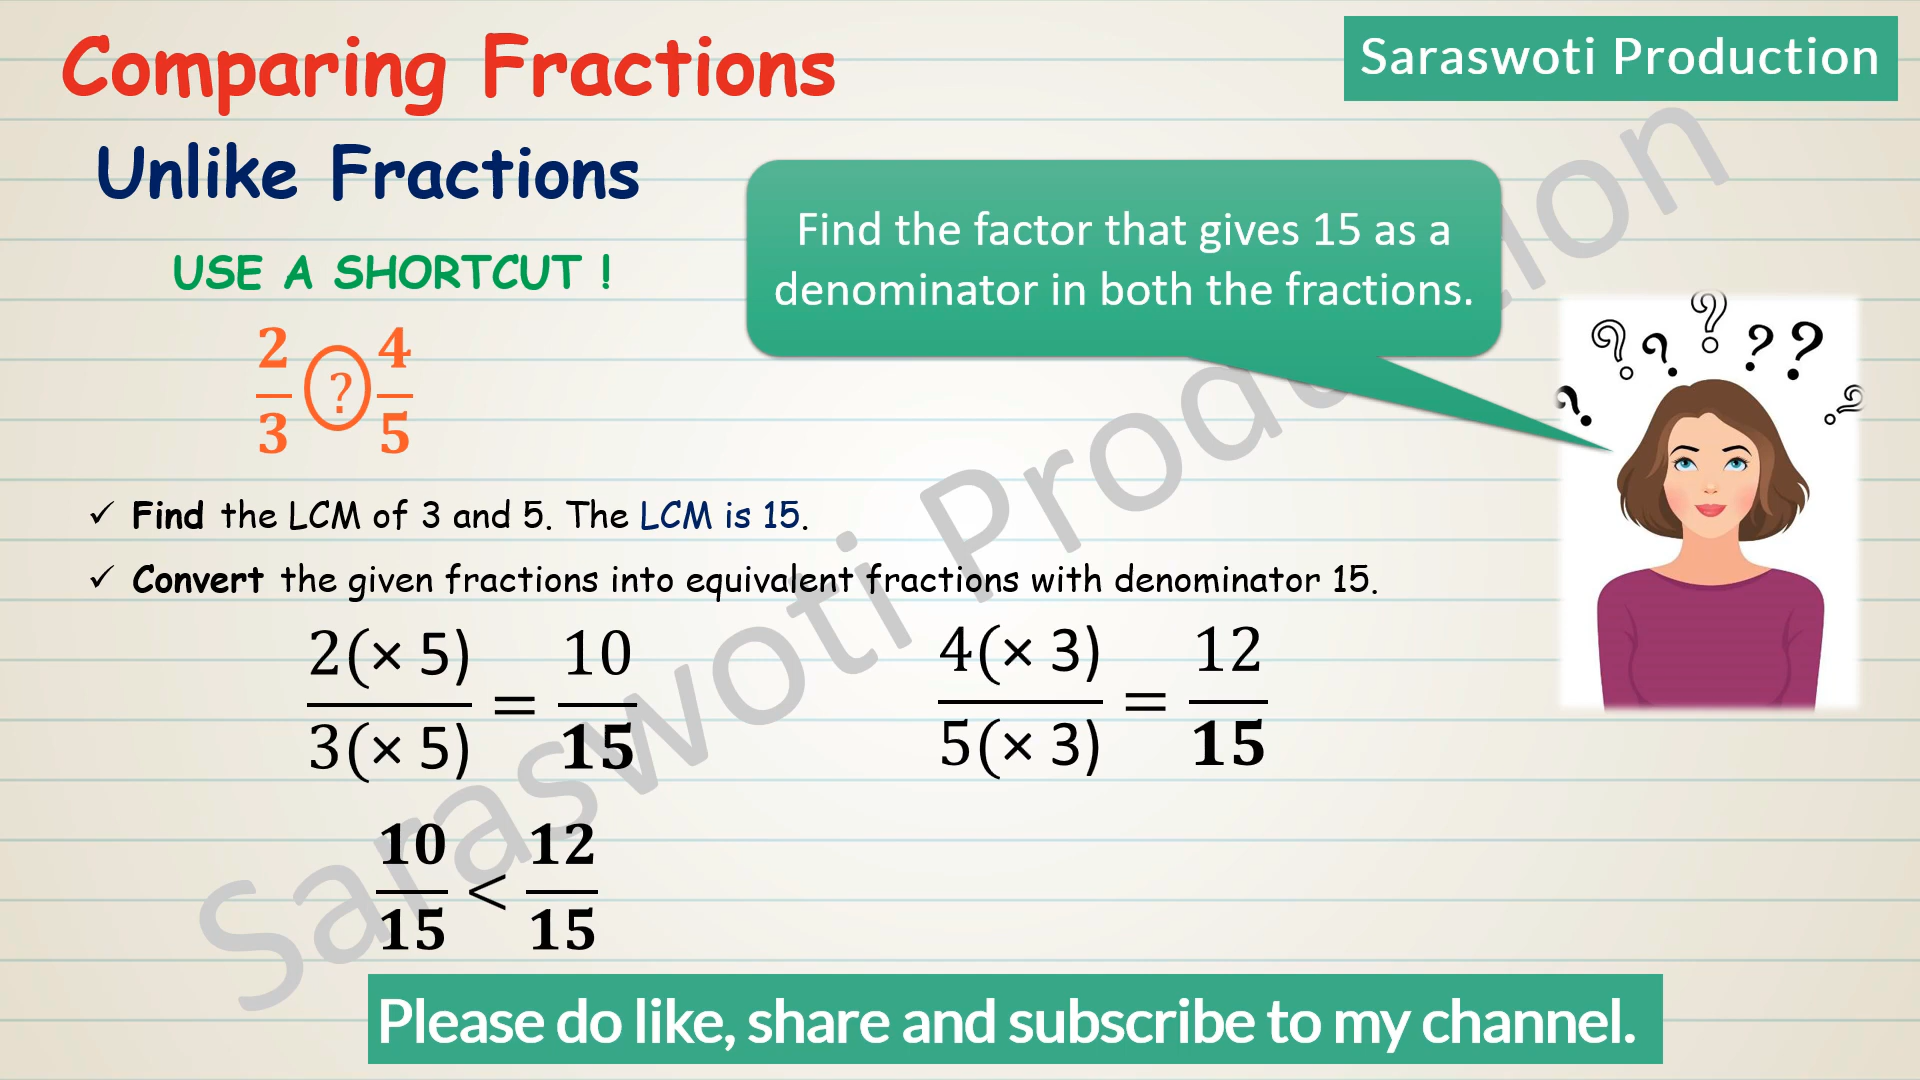 Comparing Fractions
Saraswoti Production
Unlike Fractions
Find the factor that gives 15 as a
denominator in both the fractions.
USE A SHORTCUT !
2/3 ? 4/5
? ? ? ? ? ? ?
✓ Find the LCM of 3 and 5. The LCM is 15.
✓ Convert the given fractions into equivalent fractions with denominator 15.
2(× 5)/3(× 5) = 10/15
4(× 3)/5(× 3) = 12/15
10/15 < 12/15
Please do like, share and subscribe to my channel.
Saraswoti Production